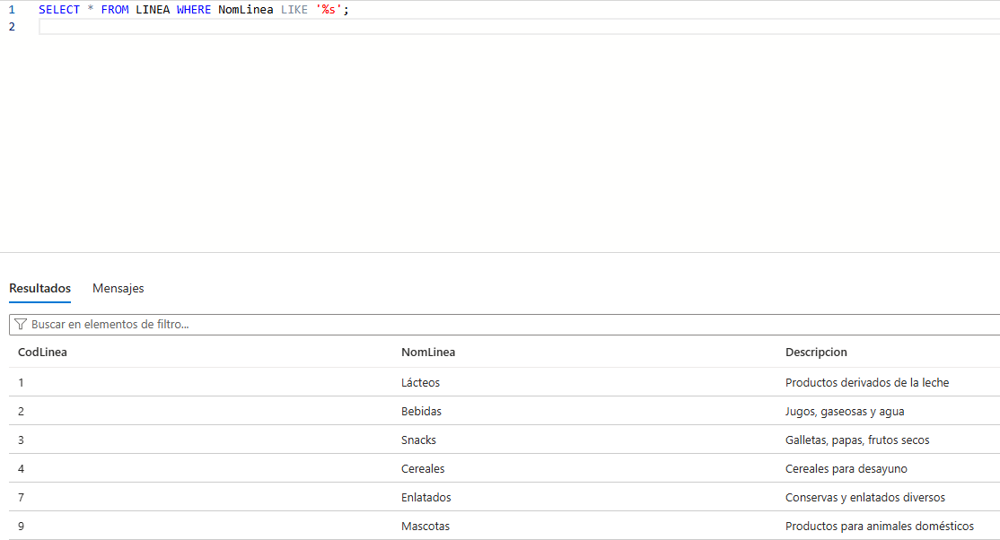 1 SELECT * FROM LINEA WHERE NomLinea LIKE '%s';
2
Resultados Mensajes
Buscar en elementos de filtro...
CodLinea NomLinea Descripcion
1 Lácteos Productos derivados de la leche
2 Bebidas Jugos, gaseosas y agua
3 Snacks Galletas, papas, frutos secos
4 Cereales Cereales para desayuno
7 Enlatados Conservas y enlatados diversos
9 Mascotas Productos para animales domésticos